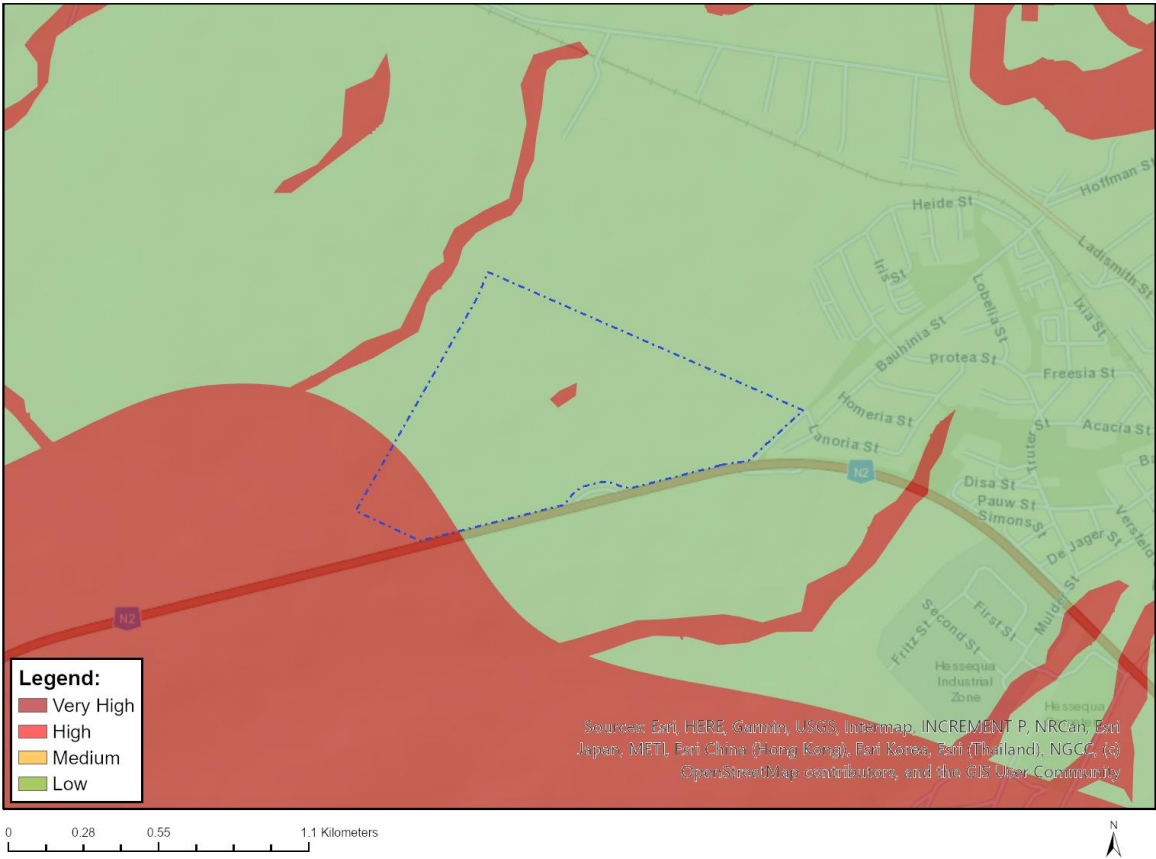 Hoffman St
Heide St
Ladismith St
Iris St
Lobelia St
Ixia St
Bauhinia St
Protea St
Freesia St
Homeria St
Lanoria St
Truter St
Acacia St
N2
Disa St
Pauw St
Simons St
De Jager St
Mulder St
First St
Second St
Fritz St
N2
Hessequa
Industrial
Zone
Hessequa
Legend:
Very High
High
Medium
Low
Sources: Esri, HERE, Garmin, USGS, Intermap, INCREMENT P, NRCan, Esri
Japan, METI, Esri China (Hong Kong), Esri Korea, Esri (Thailand), NGCC, (c)
OpenStreetMap contributors, and the GIS User Community
0 0.28 0.55 1.1 Kilometers
N